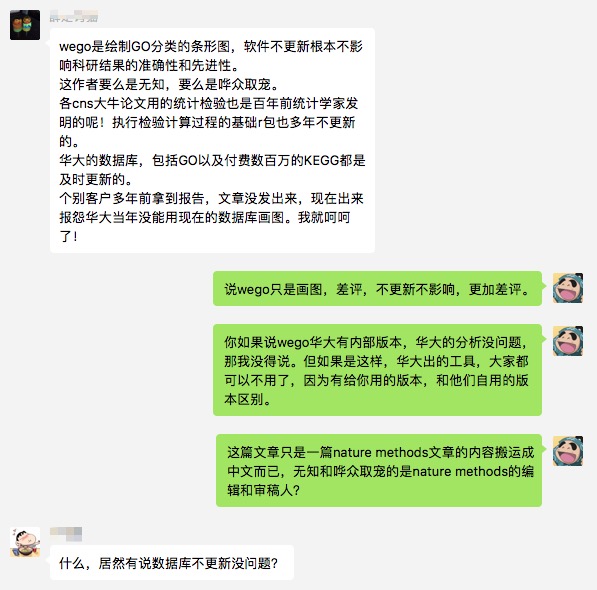 wego是绘制GO分类的条形图，软件不更新根本不影
响科研结果的准确性和先进性。
这作者要么是无知，要么是哗众取宠。
各cns大牛论文用的统计检验也是百年前统计学家发
明的呢！执行检验计算过程的基础r包也多年不更新
的。
华大的数据库，包括GO以及付费数百万的KEGG都是
及时更新的。
个别客户多年前拿到报告，文章没发出来，现在出来
报怨华大当年没能用现在的数据库画图。我就呵呵
了！
说wego只是画图，差评，不更新不影响，更加差评。
你如果说wego华大有内部版本，华大的分析没问题，
那我没得说。但如果是这样，华大出的工具，大家都
可以不用了，因为有给你用的版本，和他们自用的版
本区别。
这篇文章只是一篇nature methods文章的内容搬运成
中文而已，无知和哗众取宠的是nature methods的编
辑和审稿人？
什么，居然有说数据库不更新没问题？